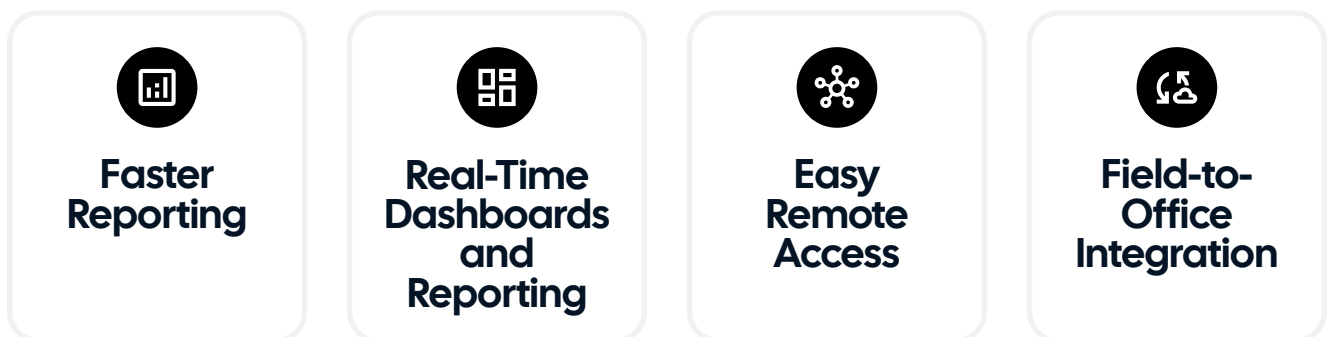 Faster
Reporting
Real-Time
Dashboards
and
Reporting
Easy
Remote
Access
Field-to-
Office
Integration